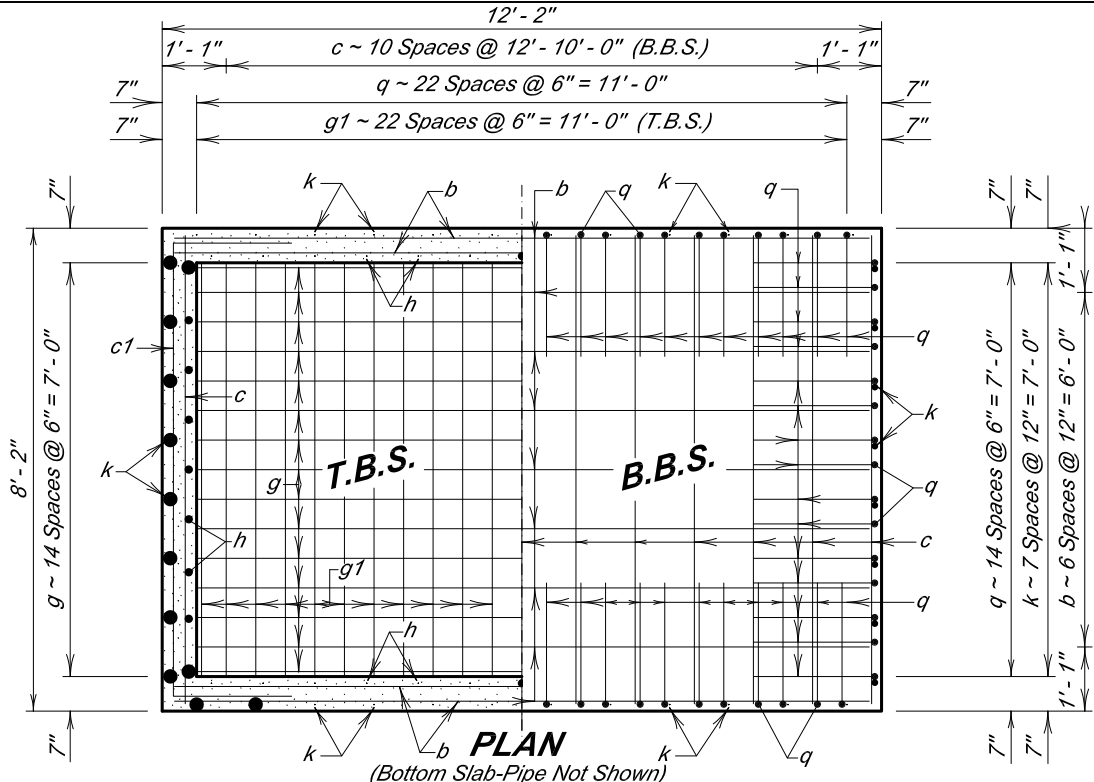 12' - 2"
1' - 1" c ~ 10 Spaces @ 12' - 10' - 0" (B.B.S.) 1' - 1"
7" q ~ 22 Spaces @ 6" = 11' - 0" 7"
7" g1 ~ 22 Spaces @ 6" = 11' - 0" (T.B.S.) 7"
7" k b b q k q 7" 7"
h
1' - 1"
c1
q
c
k
8' - 2"
g ~ 14 Spaces @ 6" = 7' - 0"
k
g
T.B.S.
B.B.S.
q
h
c
g1
q
h
q ~ 14 Spaces @ 6" = 7' - 0"
k ~ 7 Spaces @ 12" = 7' - 0"
b ~ 6 Spaces @ 12" = 6' - 0"
1' - 1"
7" k b k q 7" 7"
PLAN
(Bottom Slab-Pipe Not Shown)